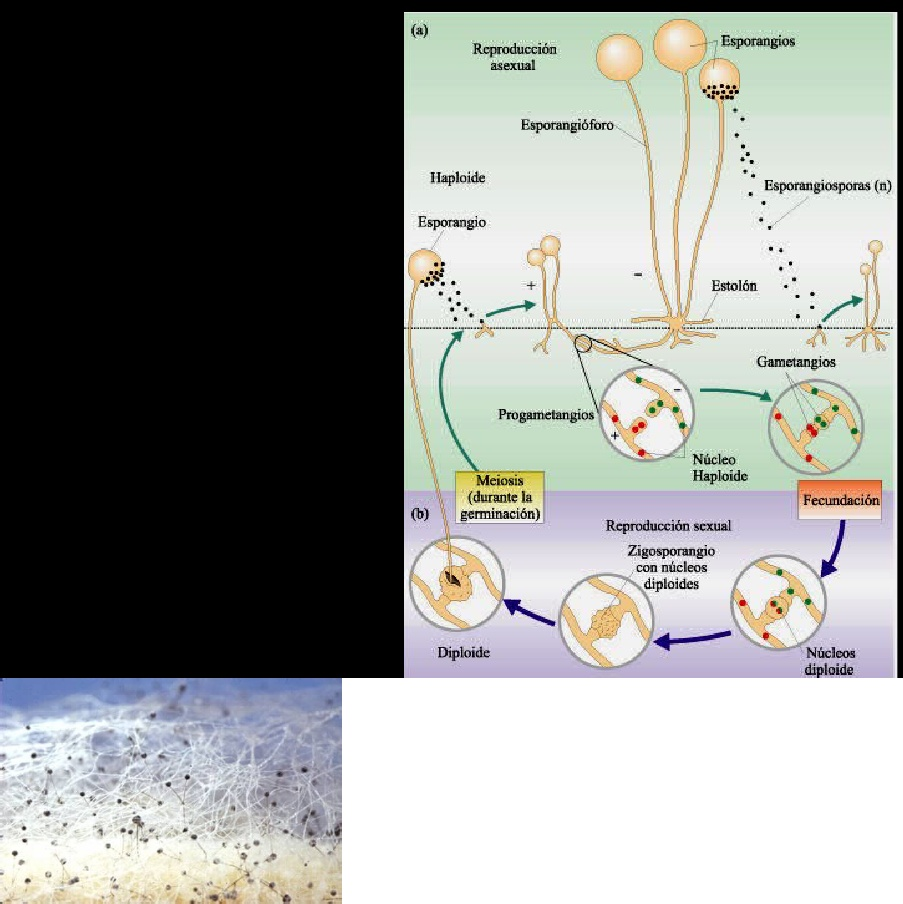 (a)
Reproducción
asexual
Esporangios
Esporangióforo
Haploide
Esporangiosporas (n)
Esporangio
–
+
Estolón
Gametangios
Progametangios
–
+
Núcleo
Haploide
Meiosis
(durante la
germinación)
Fecundación
(b)
Reproducción sexual
Zigosporangio
con núcleos
diploides
Diploide
Núcleos
diploide